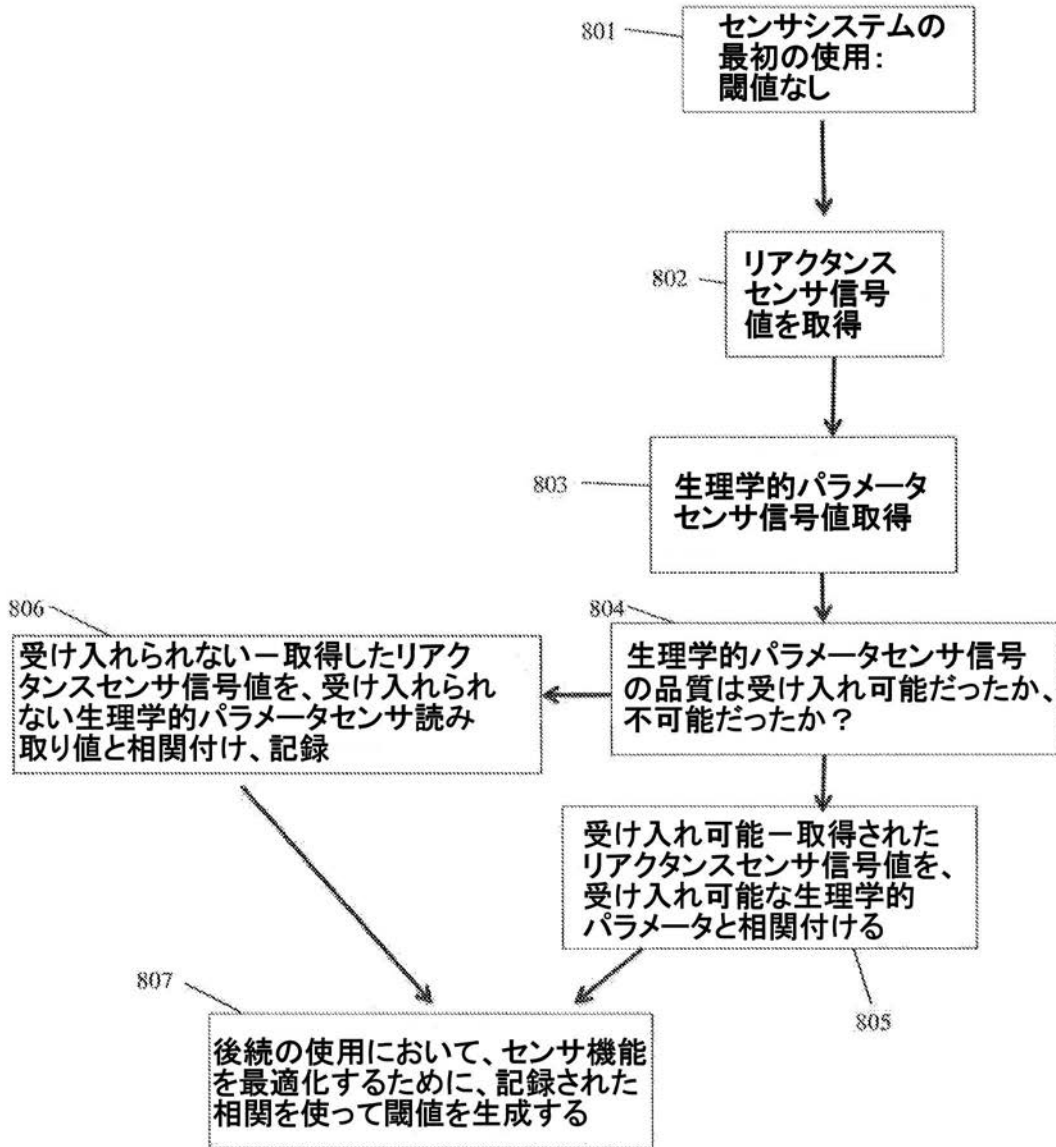 801
センサシステムの
最初の使用：
閾値なし
802
リアクタンス
センサ信号
値を取得
803
生理学的パラメータ
センサ信号値取得
804
生理学的パラメータセンサ信号
の品質は受け入れ可能だったか、
不可能だったか？
806
受け入れられない－取得したリアク
タンスセンサ信号値を、受け入れられ
ない生理学的パラメータセンサ読み
取り値と相関付け、記録
受け入れ可能－取得された
リアクタンスセンサ信号値を、
受け入れ可能な生理学的
パラメータと相関付ける
805
807
後続の使用において、センサ機能
を最適化するために、記録された
相関を使って閾値を生成する